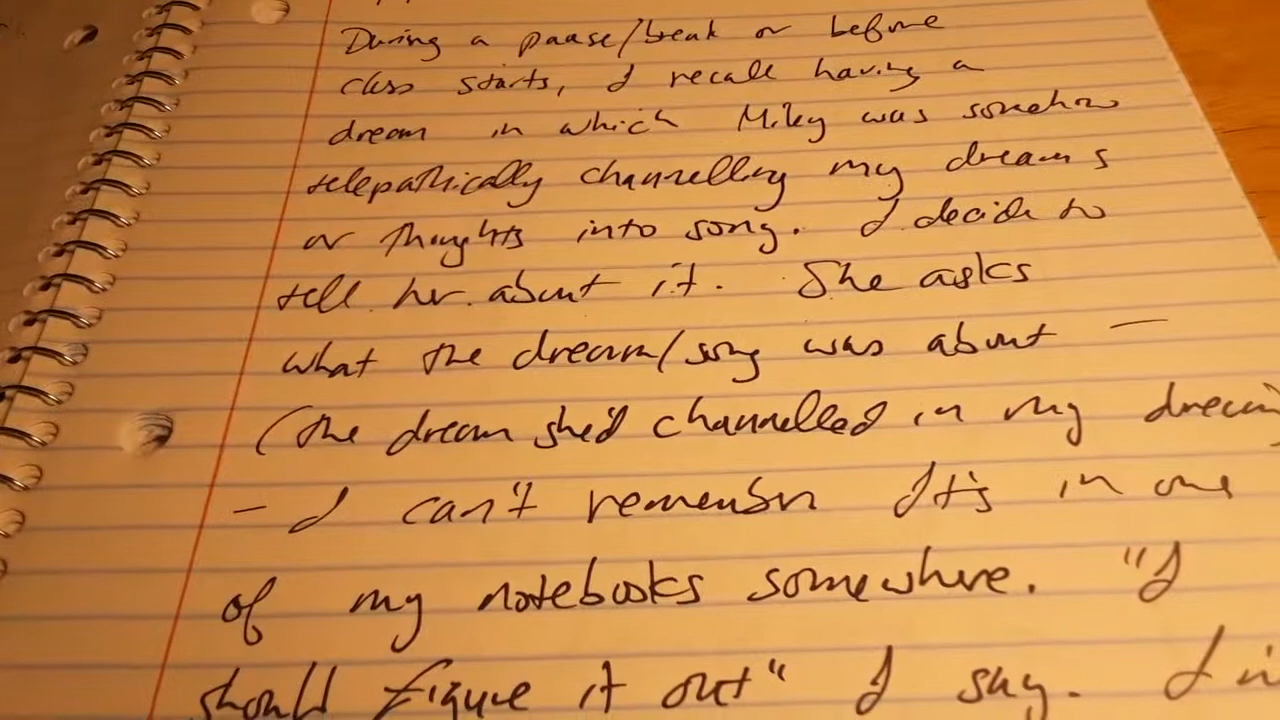 During a pause/break or before
class starts, I recall having a
dream in which Miley was somehow
telepathically channelling my dreams
or thoughts into song. I decide to
tell her about it. She asks
what the dream/song was about —
(the dream she'd channelled in my dream)
– I can't remember It's in one
of my notebooks somewhere. "I
should figure it out" I say. I